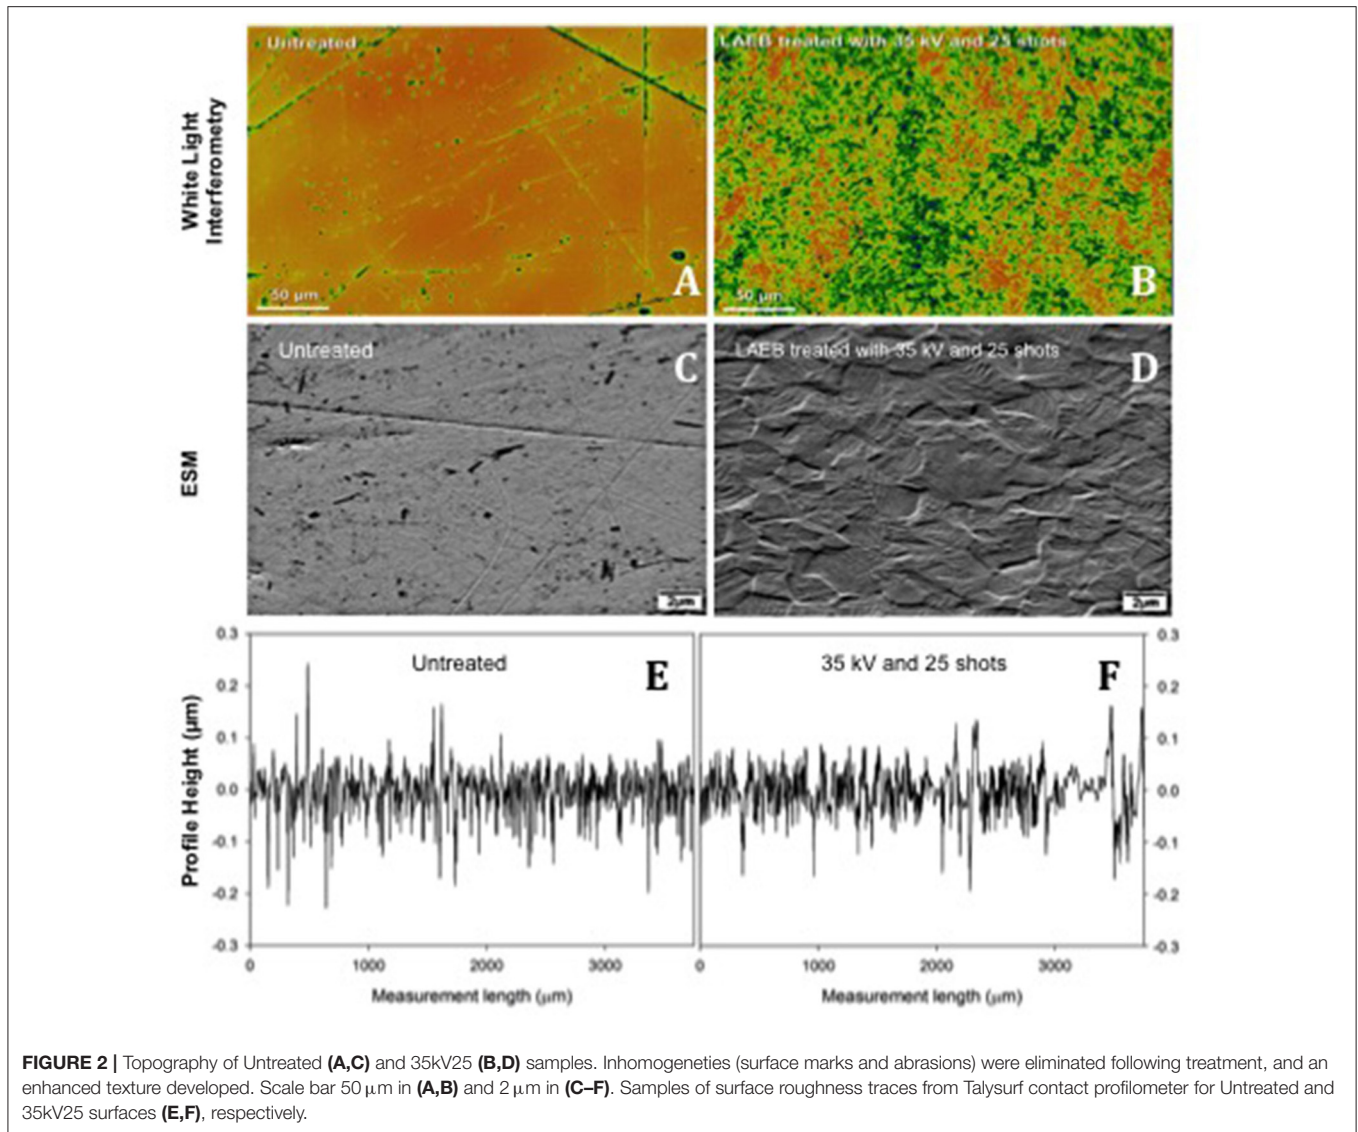 White Light
Interferometry
Untreated
A
50 µm
LAEB treated with 35 kV and 25 shots
B
50 µm
ESM
Untreated
C
2µm
LAEB treated with 35 kV and 25 shots
D
2µm
Profile Height (µm)
0.3
0.2
0.1
0.0
-0.1
-0.2
-0.3
Untreated
E
0
1000
2000
3000
Measurement length (µm)
35 kV and 25 shots
F
0.3
0.2
0.1
0.0
-0.1
-0.2
-0.3
0
1000
2000
3000
Measurement length (µm)
FIGURE 2 | Topography of Untreated (A,C) and 35kV25 (B,D) samples. Inhomogeneties (surface marks and abrasions) were eliminated following treatment, and an
enhanced texture developed. Scale bar 50 µm in (A,B) and 2 µm in (C–F). Samples of surface roughness traces from Talysurf contact profilometer for Untreated and
35kV25 surfaces (E,F), respectively.